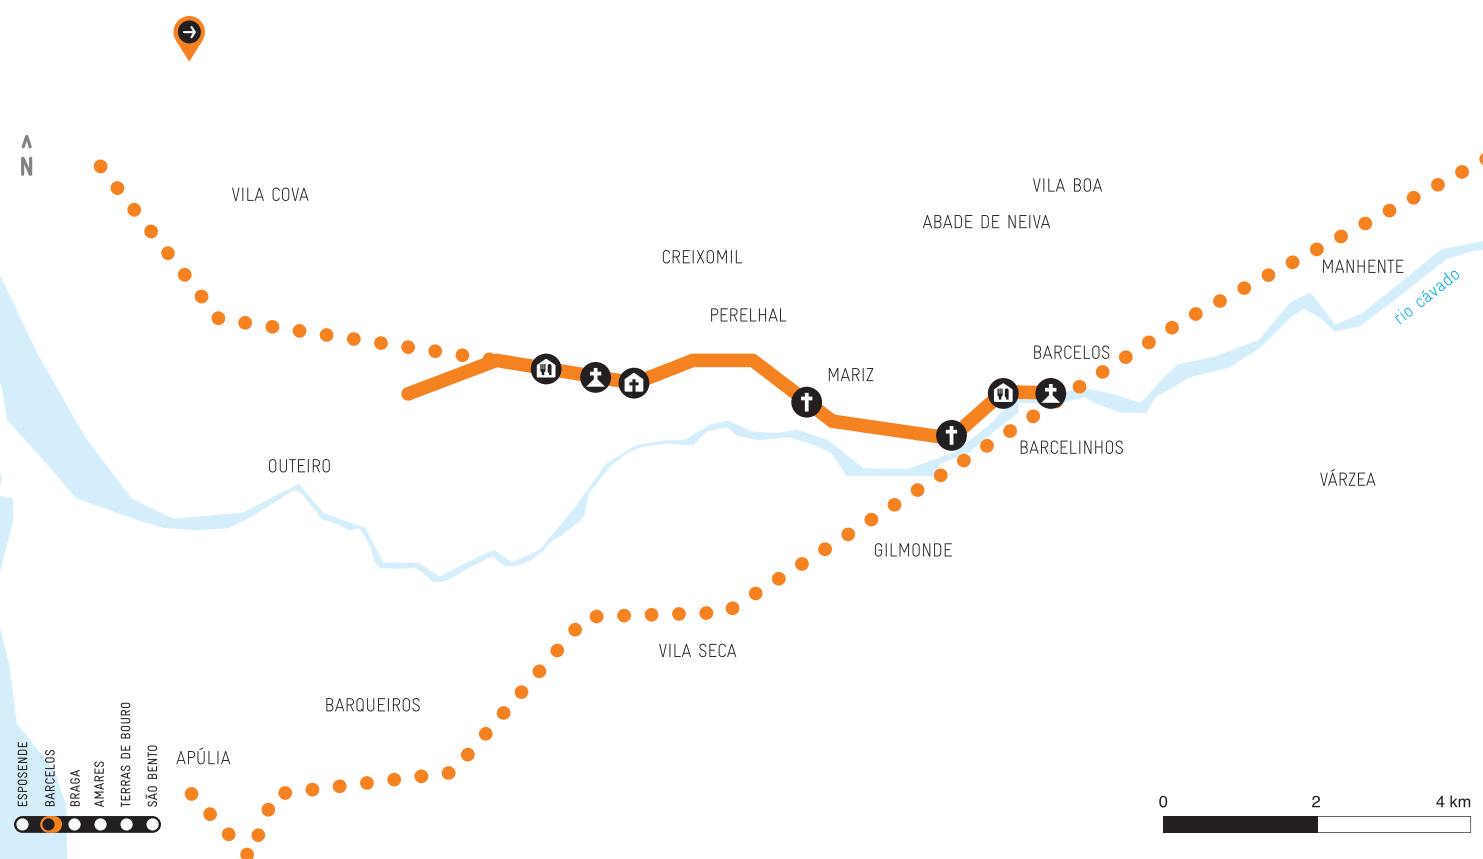 N
VILA COVA
VILA BOA
ABADE DE NEIVA
CREIXOMIL
MANHENTE
rio cávado
PERELHAL
BARCELOS
MARIZ
BARCELINHOS
OUTEIRO
VÁRZEA
GILMONDE
VILA SECA
BARQUEIROS
APÚLIA
ESPOSENDE
BARCELOS
BRAGA
AMARES
TERRAS DE BOURO
SÃO BENTO
0 2 4 km